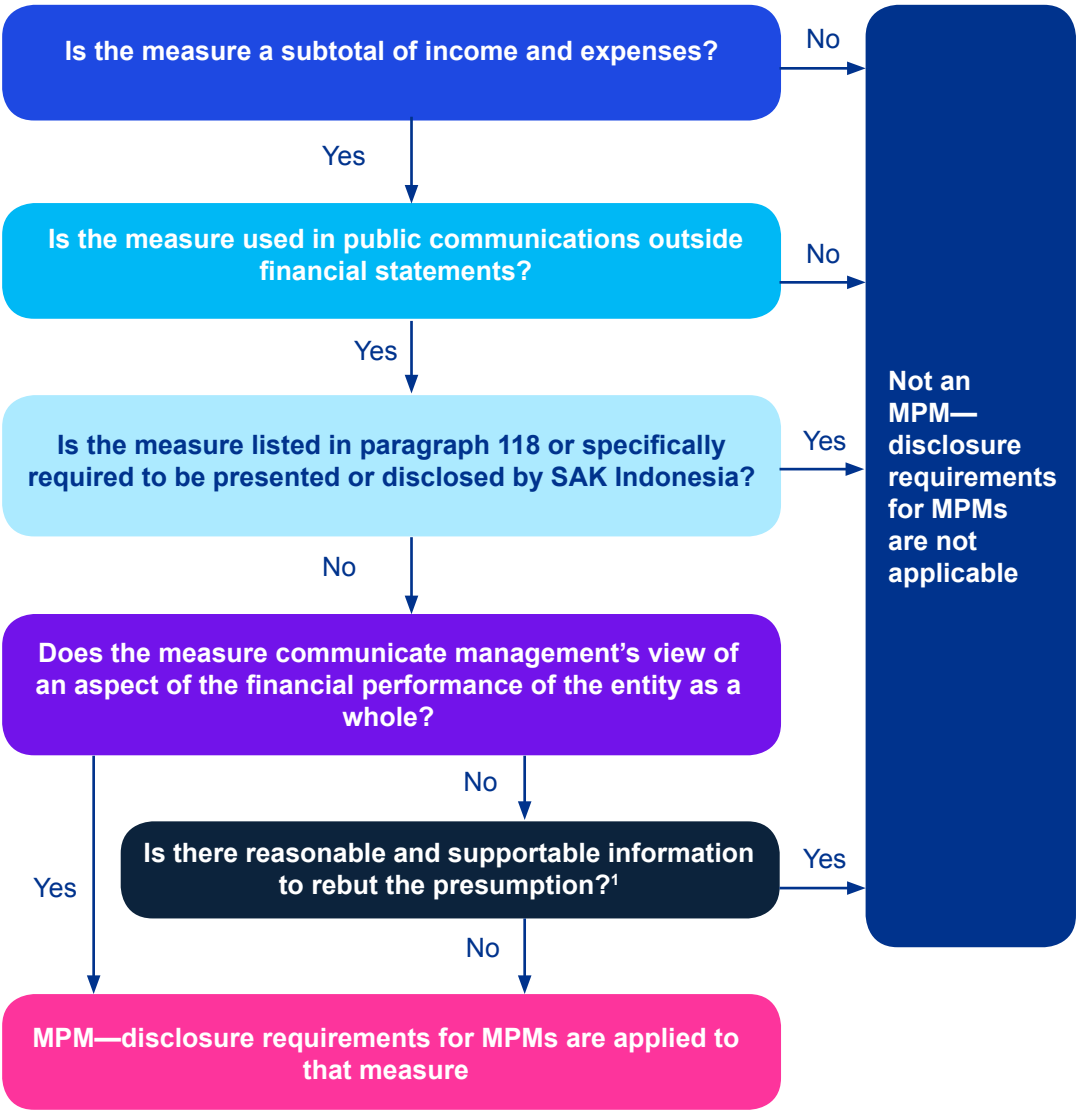 Is the measure a subtotal of income and expenses?
No
Yes
Is the measure used in public communications outside
financial statements?
No
Yes
Is the measure listed in paragraph 118 or specifically
required to be presented or disclosed by SAK Indonesia?
Yes
No
Does the measure communicate management’s view of
an aspect of the financial performance of the entity as a
whole?
No
Is there reasonable and supportable information
to rebut the presumption?¹
Yes
Yes
No
MPM—disclosure requirements for MPMs are applied to
that measure
Not an
MPM—
disclosure
requirements
for MPMs
are not
applicable